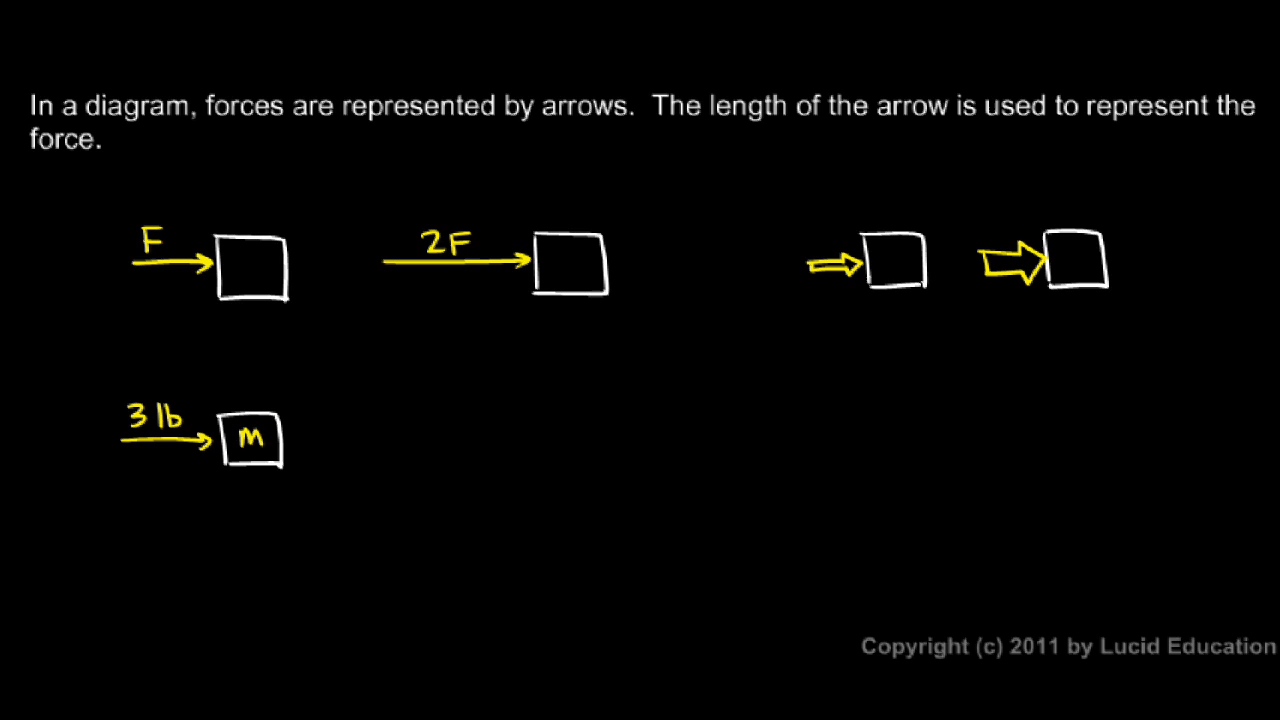 In a diagram, forces are represented by arrows.  The length of the arrow is used to represent the
force.
F
2F
3 lb
m
Copyright (c) 2011 by Lucid Education